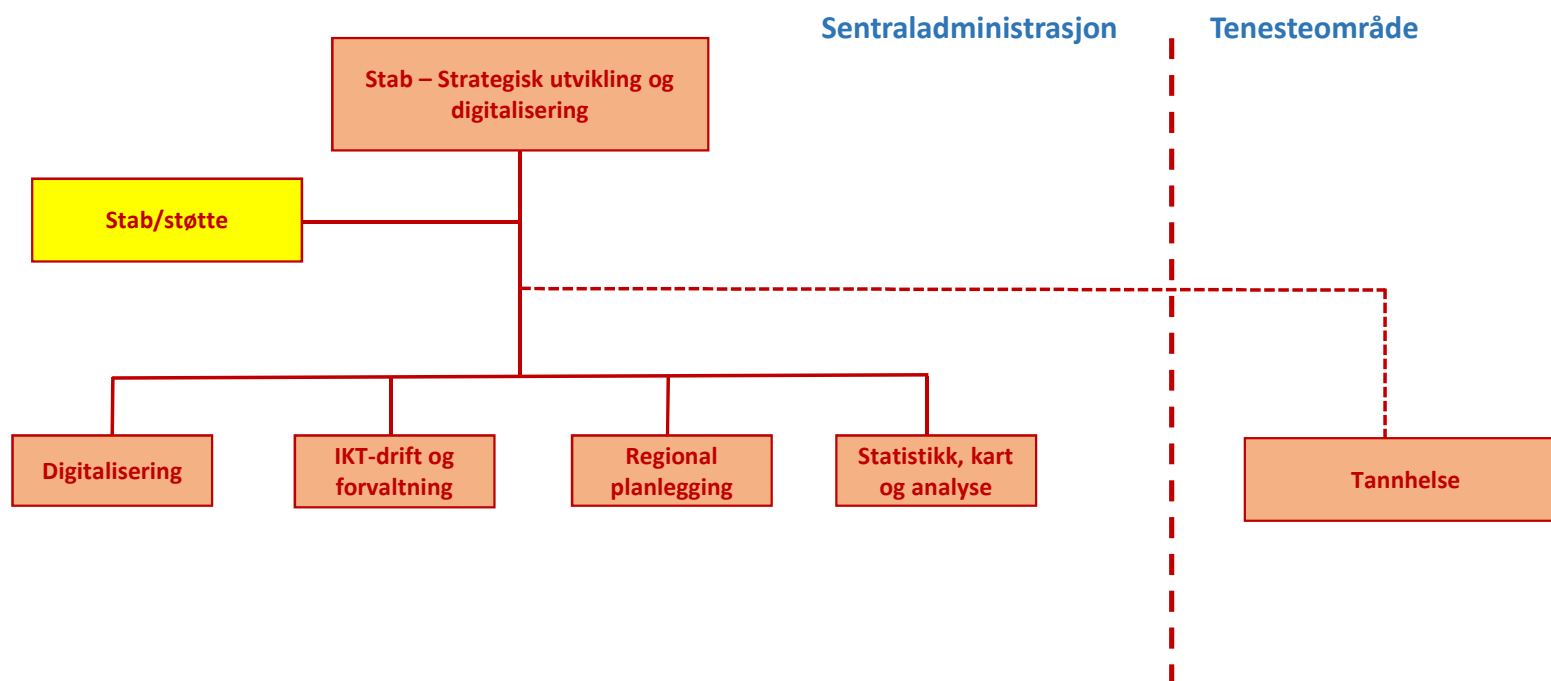 Sentraladministrasjon
Tenesteområde
Stab – Strategisk utvikling og
digitalisering
Stab/støtte
Digitalisering
IKT-drift og
forvaltning
Regional
planlegging
Statistikk, kart
og analyse
Tannhelse